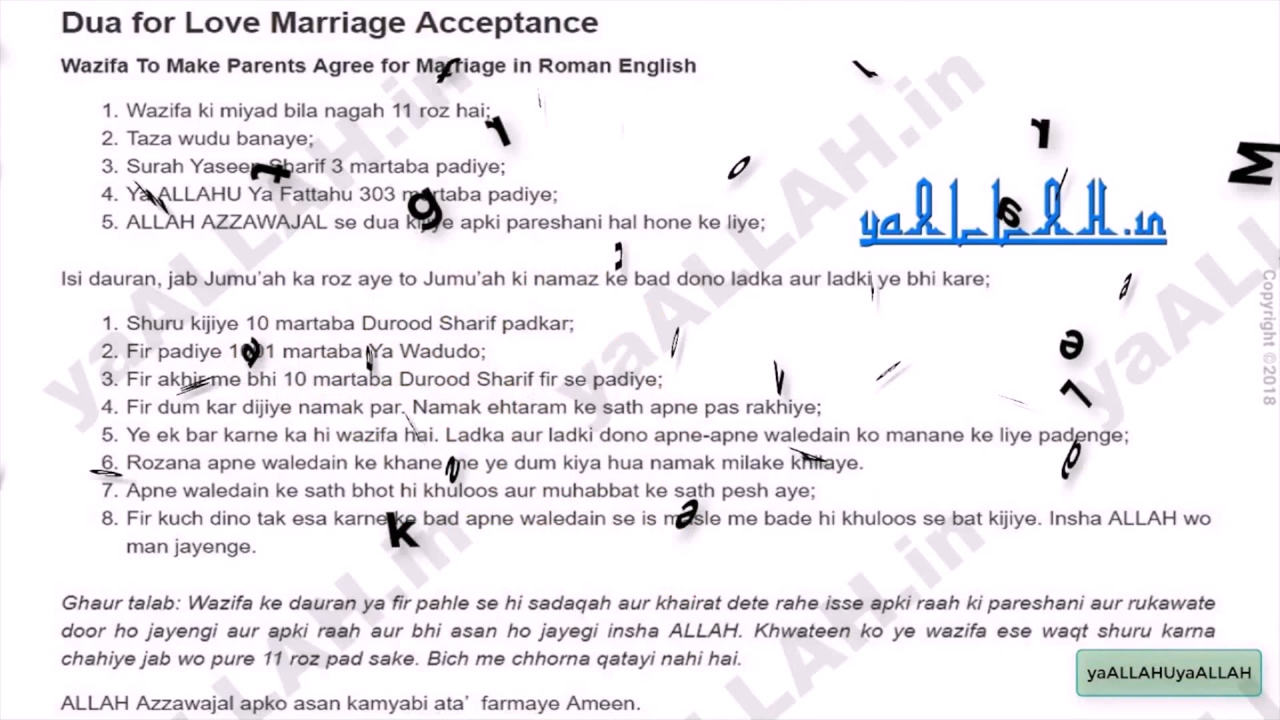 Dua for Love Marriage Acceptance
Wazifa To Make Parents Agree for Marriage in Roman English
1. Wazifa ki miyad bila nagah 11 roz hai;
2. Taza wudu banaye;
3. Surah Yaseen Sharif 3 martaba padiye;
4. Ya ALLAHU Ya Fattahu 303 martaba padiye;
5. ALLAH AZZAWAJAL se dua kijiye apki pareshani hal hone ke liye;
yaALLAH.in
Isi dauran, jab Jumu'ah ka roz aye to Jumu'ah ki namaz ke bad dono ladka aur ladki ye bhi kare;
1. Shuru kijiye 10 martaba Durood Sharif padkar;
2. Fir padiye 1001 martaba Ya Wadudo;
3. Fir akhir me bhi 10 martaba Durood Sharif fir se padiye;
4. Fir dum kar dijiye namak par. Namak ehtaram ke sath apne pas rakhiye;
5. Ye ek bar karne ka hi wazifa hai. Ladka aur ladki dono apne-apne waledain ko manane ke liye padenge;
6. Rozana apne waledain ke khane me ye dum kiya hua namak milake khilaye.
7. Apne waledain ke sath bhot hi khuloos aur muhabbat ke sath pesh aye;
8. Fir kuch dino tak esa karne ke bad apne waledain se is masle me bade hi khuloos se bat kijiye. Insha ALLAH wo
man jayenge.
Ghaur talab: Wazifa ke dauran ya fir pahle se hi sadaqah aur khairat dete rahe isse apki raah ki pareshani aur rukawate
door ho jayengi aur apki raah aur bhi asan ho jayegi insha ALLAH. Khwateen ko ye wazifa ese waqt shuru karna
chahiye jab wo pure 11 roz pad sake. Bich me chhorna qatayi nahi hai.
ALLAH Azzawajal apko asan kamyabi ata' farmaye Ameen.
yaALLAHUyaALLAH
Copyright ©2018